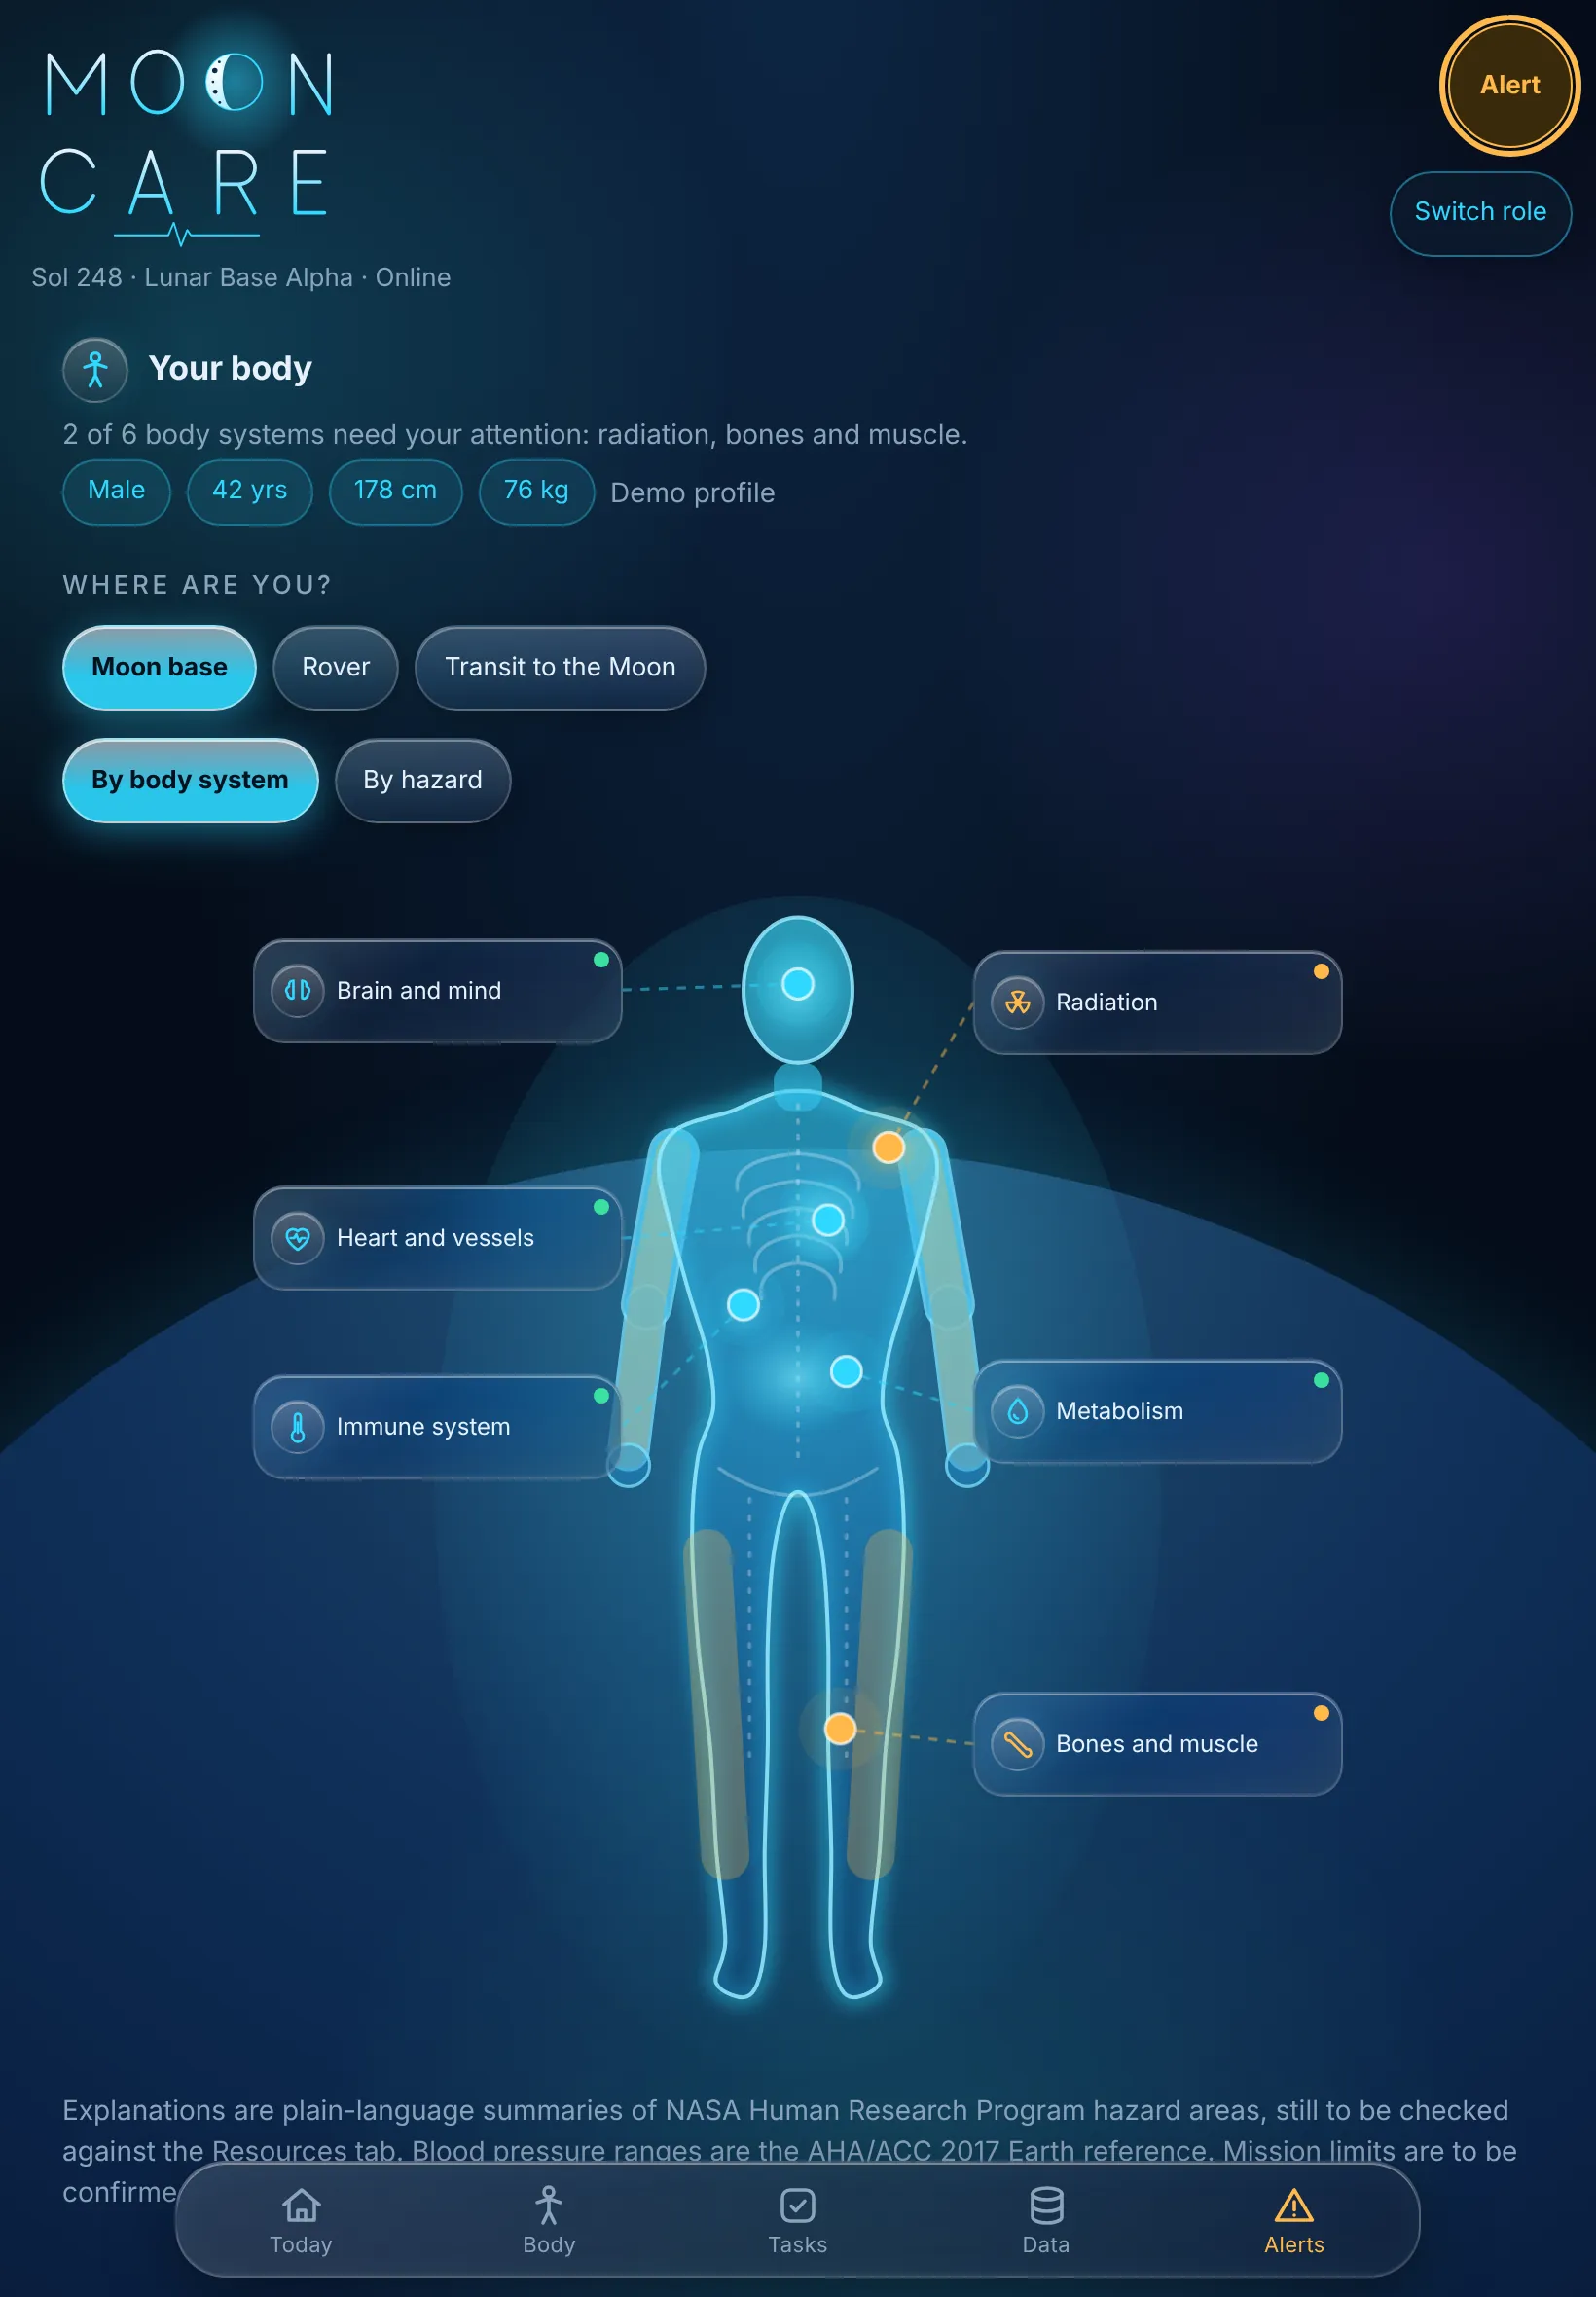 MOON
CARE
Sol 248 · Lunar Base Alpha · Online
Alert
Switch role
Your body
2 of 6 body systems need your attention: radiation, bones and muscle.
Male
42 yrs
178 cm
76 kg
Demo profile
WHERE ARE YOU?
Moon base
Rover
Transit to the Moon
By body system
By hazard
Brain and mind
Radiation
Heart and vessels
Immune system
Metabolism
Bones and muscle
Explanations are plain-language summaries of NASA Human Research Program hazard areas, still to be checked
against the Resources tab. Blood pressure ranges are the AHA/ACC 2017 Earth reference. Mission limits are to be
Today
Body
Tasks
Data
Alerts